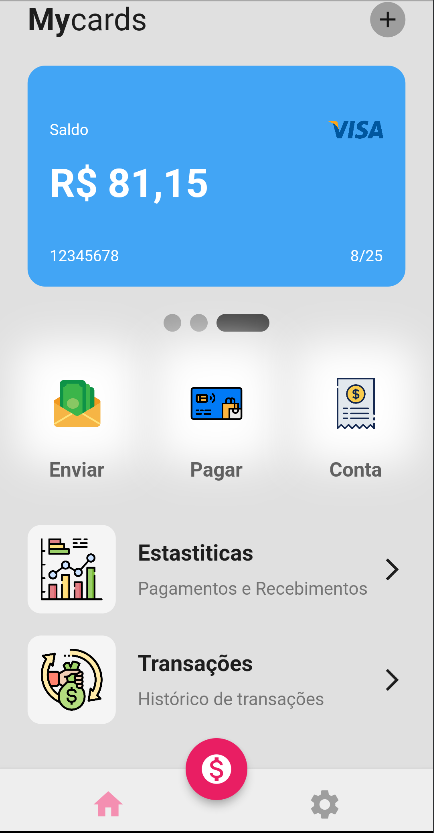 Mycards
Saldo
VISA
R$ 81,15
12345678
8/25
Enviar
Pagar
Conta
Estastiticas
Pagamentos e Recebimentos
Transações
Histórico de transações